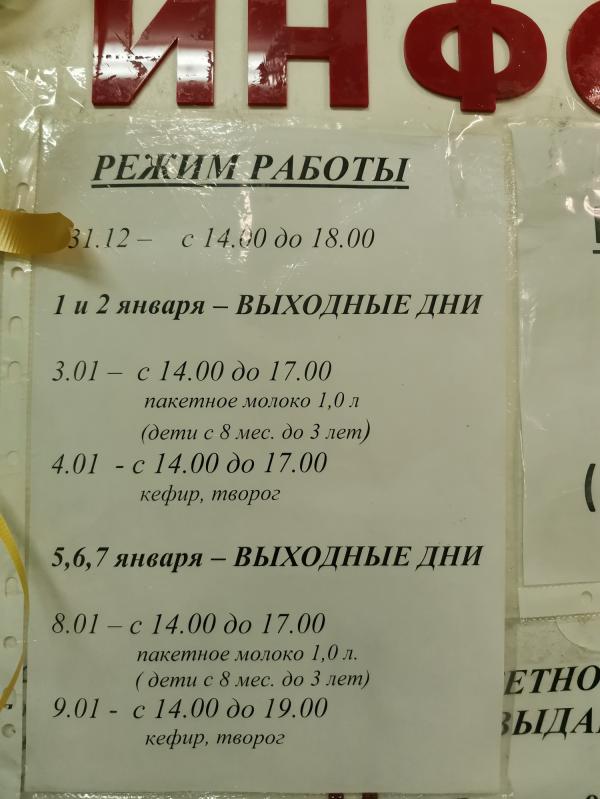 ИНФО
РЕЖИМ РАБОТЫ
31.12 – с 14.00 до 18.00
1 и 2 января – ВЫХОДНЫЕ ДНИ
3.01 – с 14.00 до 17.00
пакетное молоко 1,0 л
(дети с 8 мес. до 3 лет)
4.01 - с 14.00 до 17.00
кефир, творог
5,6,7 января – ВЫХОДНЫЕ ДНИ
8.01 – с 14.00 до 17.00
пакетное молоко 1,0 л.
( дети с 8 мес. до 3 лет)
9.01 - с 14.00 до 19.00
кефир, творог
ЕТНО
ВЫДА